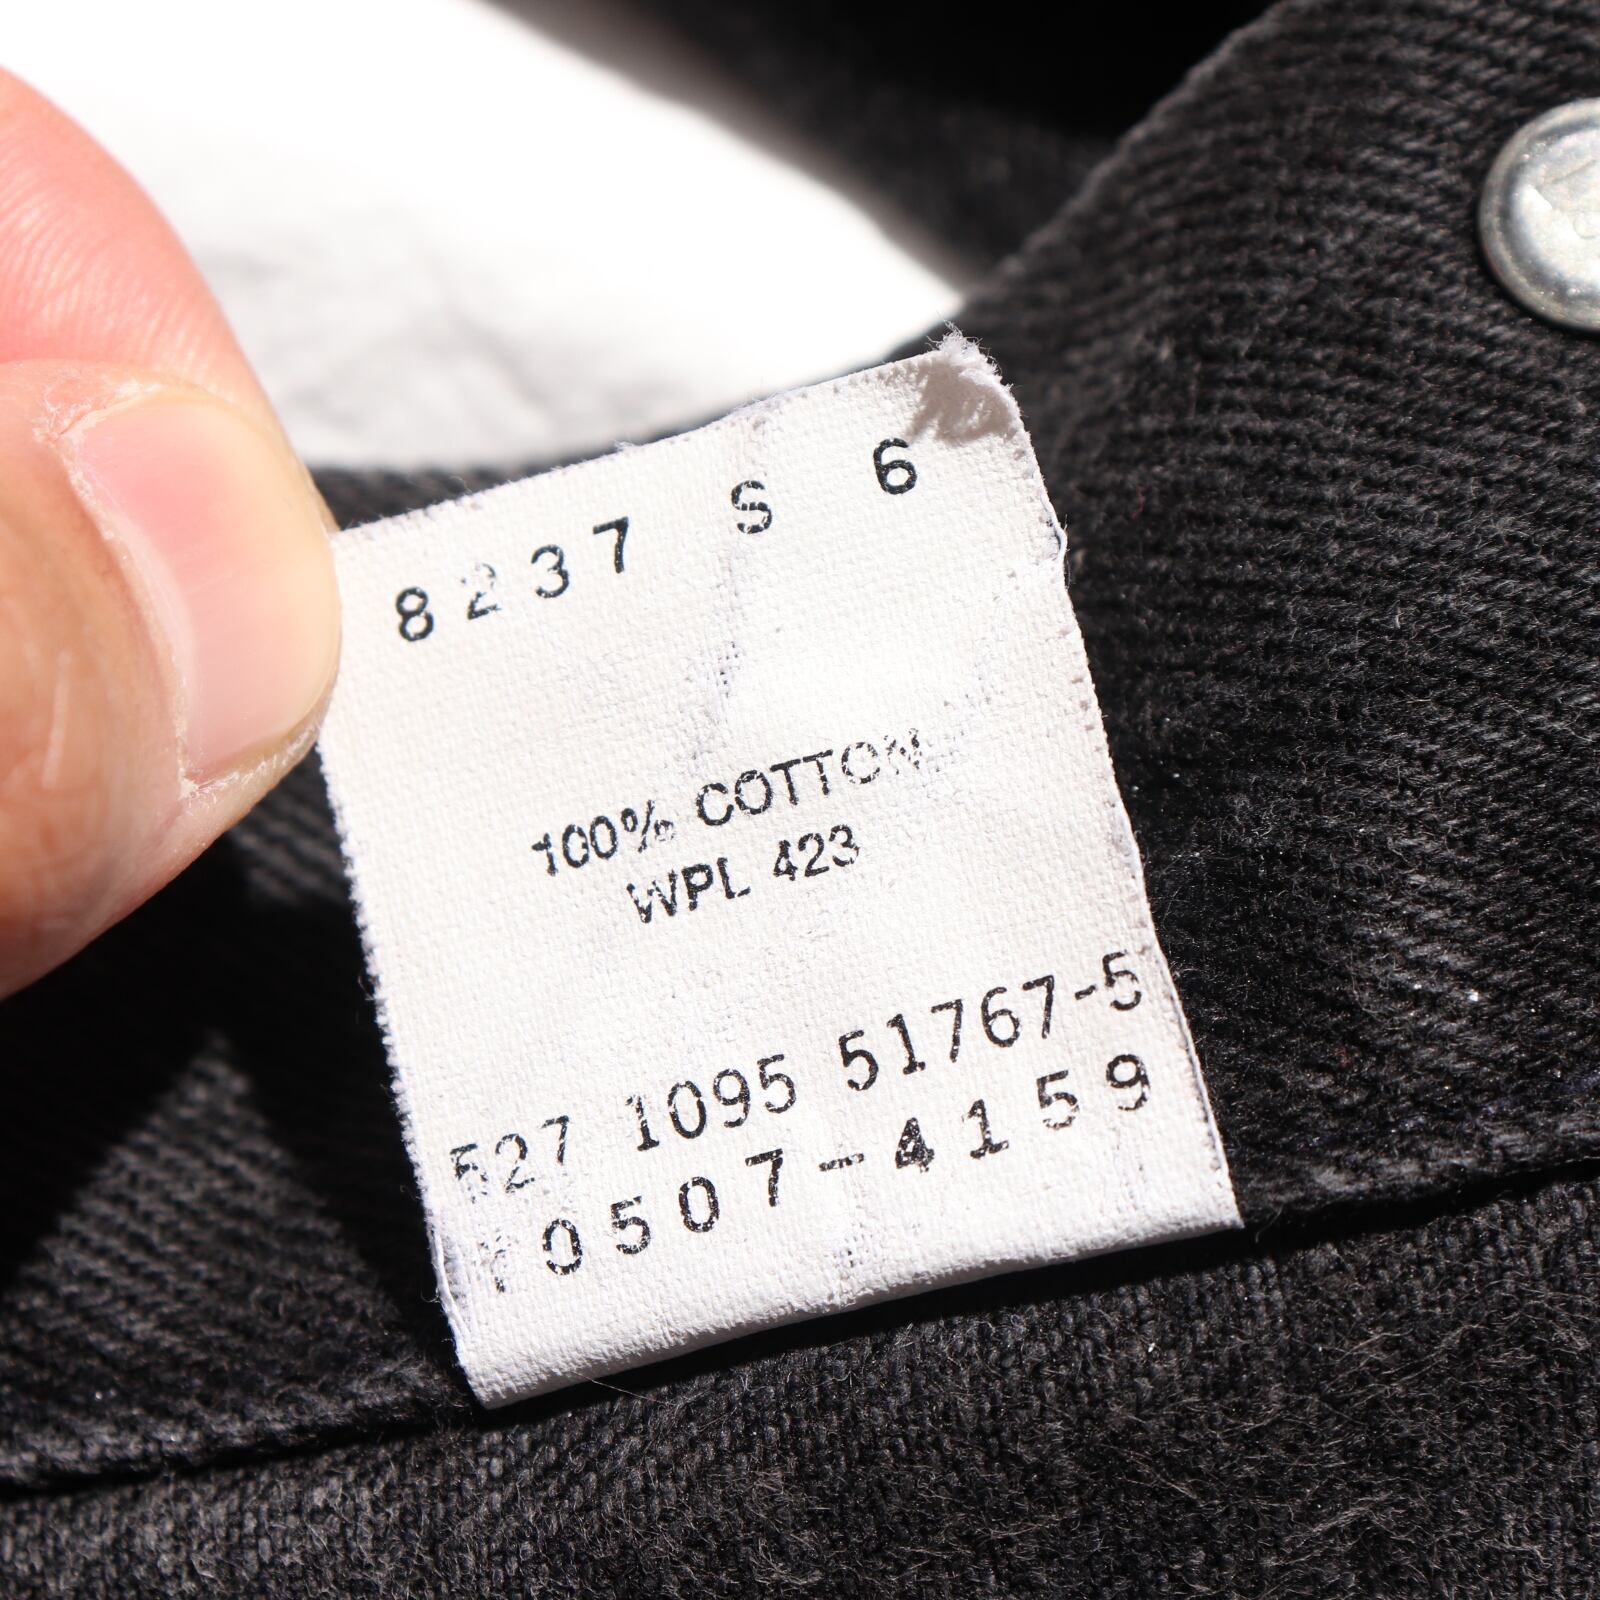 8237 S 6
100% COTTON
WPL 423
527 1095 51767-5
0507-4159